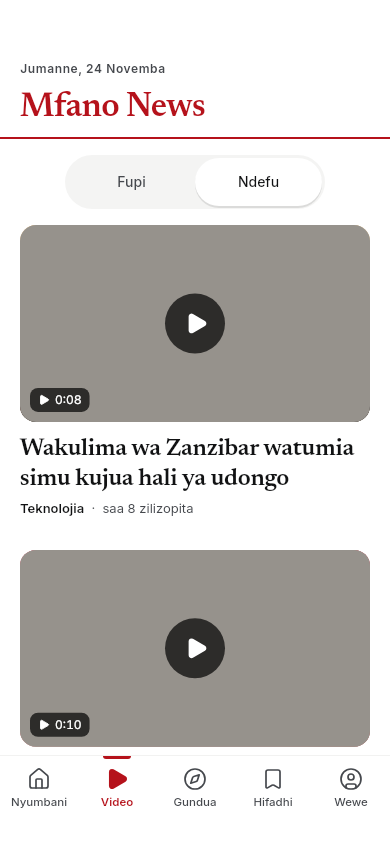 Jumanne, 24 Novemba
Mfano News
Fupi
Ndefu
0:08
Wakulima wa Zanzibar watumia
simu kujua hali ya udongo
Teknolojia · saa 8 zilizopita
0:10
Nyumbani
Video
Gundua
Hifadhi
Wewe